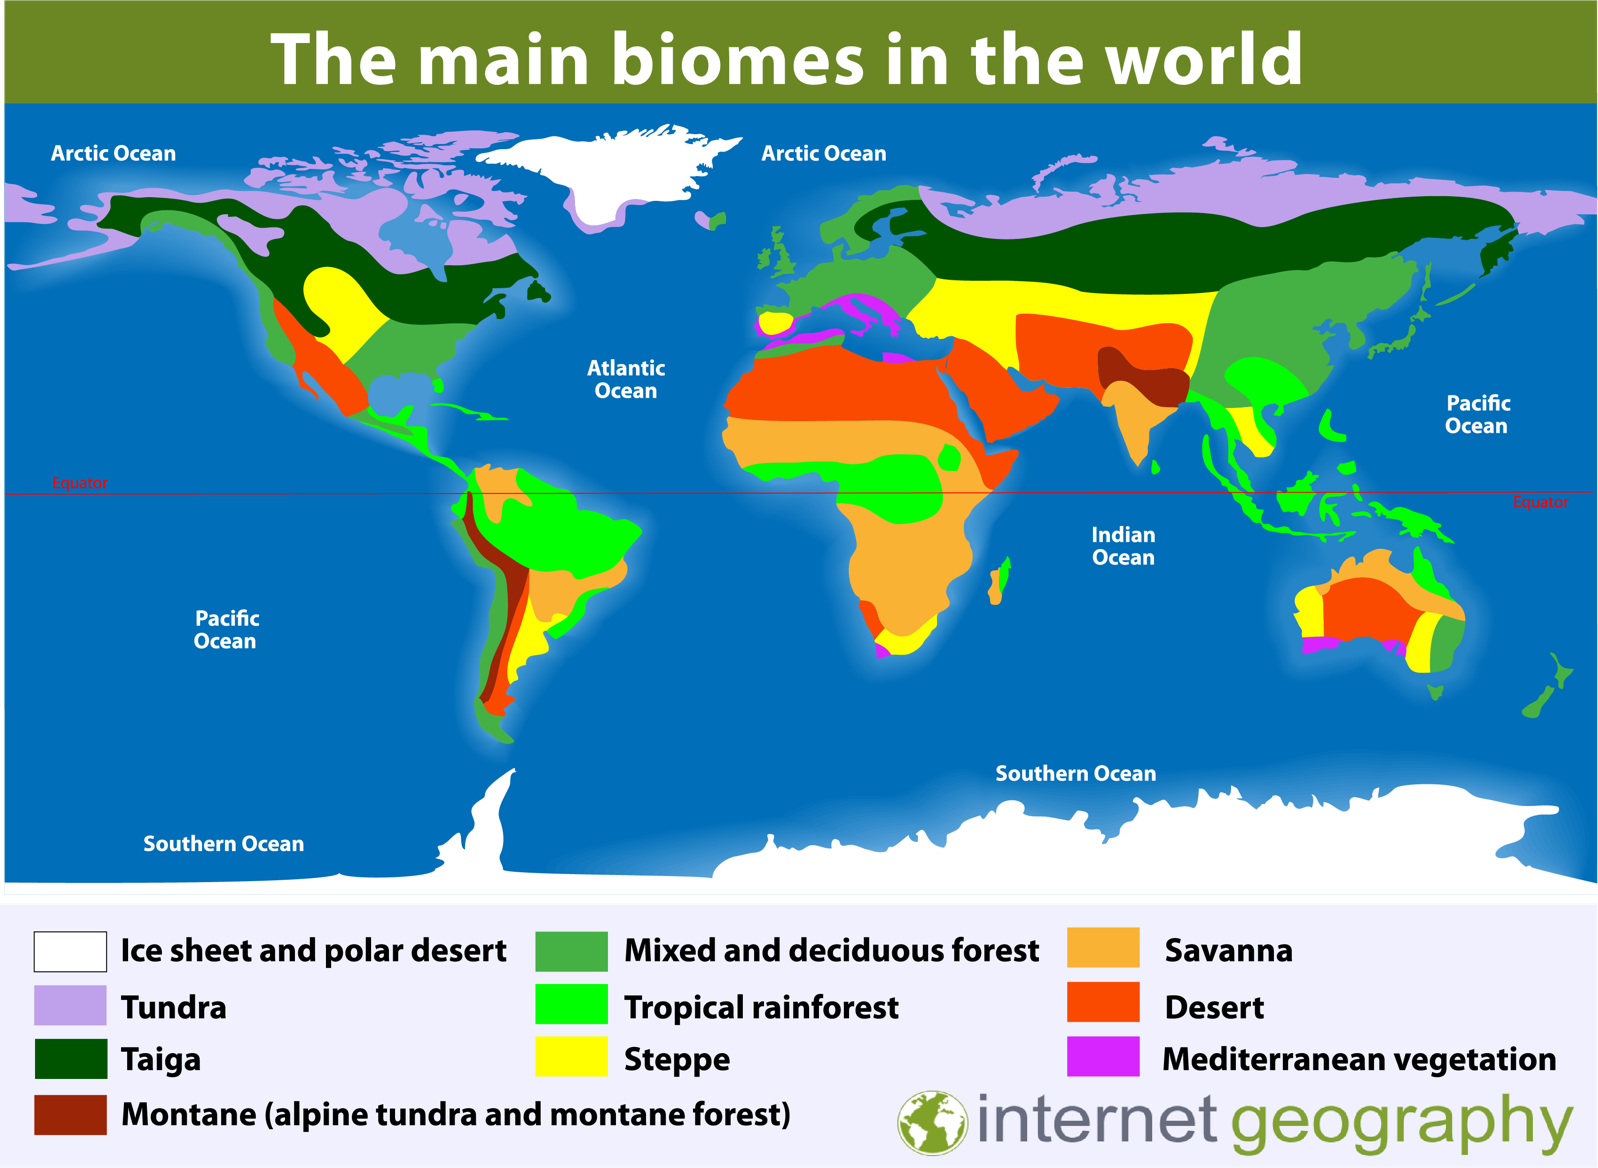 The main biomes in the world
Arctic Ocean
Arctic Ocean
Atlantic
Ocean
Pacific
Ocean
Equator
Equator
Indian
Ocean
Pacific
Ocean
Southern Ocean
Southern Ocean
Ice sheet and polar desert
Mixed and deciduous forest
Savanna
Tundra
Tropical rainforest
Desert
Taiga
Steppe
Mediterranean vegetation
Montane (alpine tundra and montane forest)
internet geography